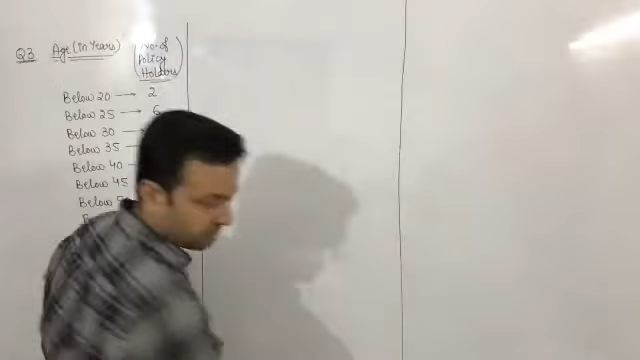 Q3 Age (in Years) (No. of
Policy
Holders)
Below 20 → 2
Below 25 → 6
Below 30 →
Below 35
Below 40
Below 45
Below